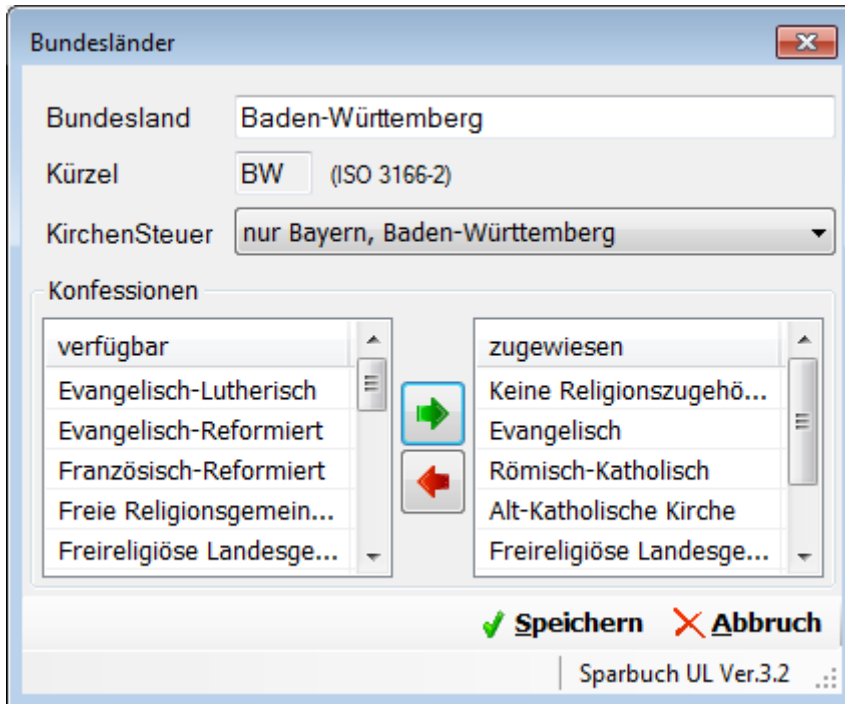 Bundesländer
Bundesland Baden-Württemberg
Kürzel BW (ISO 3166-2)
KirchenSteuer nur Bayern, Baden-Württemberg
Konfessionen
verfügbar
Evangelisch-Lutherisch
Evangelisch-Reformiert
Französisch-Reformiert
Freie Religionsgemein...
Freireligiöse Landesge...
zugewiesen
Keine Religionszugehö...
Evangelisch
Römisch-Katholisch
Alt-Katholische Kirche
Freireligiöse Landesge...
Speichern Abbruch
Sparbuch UL Ver.3.2